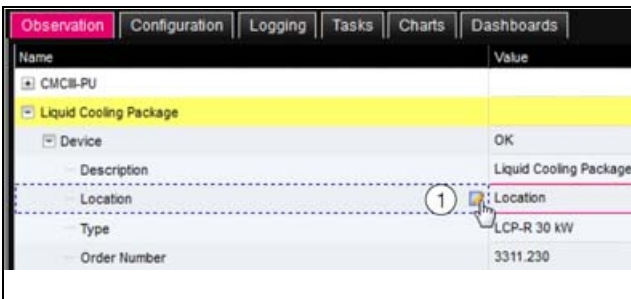 Observation Configuration Logging Tasks Charts Dashboards
Name Value
CMCIII-PU
Liquid Cooling Package
Device OK
Description Liquid Cooling Package
Location 1 Location
Type LCP-R 30 kW
Order Number 3311.230